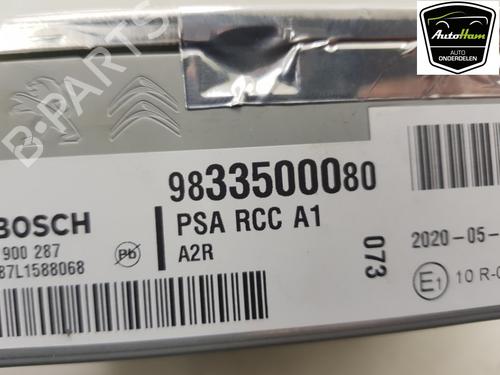 AutoHam
AUTO
ONDERDELEN
B-PARTS
BOSCH
900 287
87L1588068
Pb
9833500080
PSA RCC A1
A2R
073
2020-05-
E1
10 R-